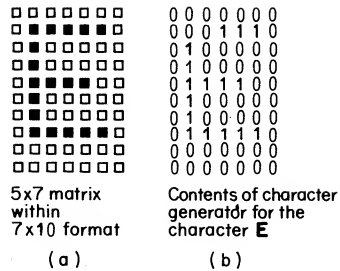 0 0 0 0 0 0 0
0 0 0 1 1 1 0
0 1 0 0 0 0 0
0 1 0 0 0 0 0
0 1 1 1 1 0 0
0 1 0 0 0 0 0
0 1 0 0 0 0 0
0 1 1 1 1 1 0
0 0 0 0 0 0 0
0 0 0 0 0 0 0
5x7 matrix
within
7x10 format
(a)
Contents of character
generator for the
character E
(b)